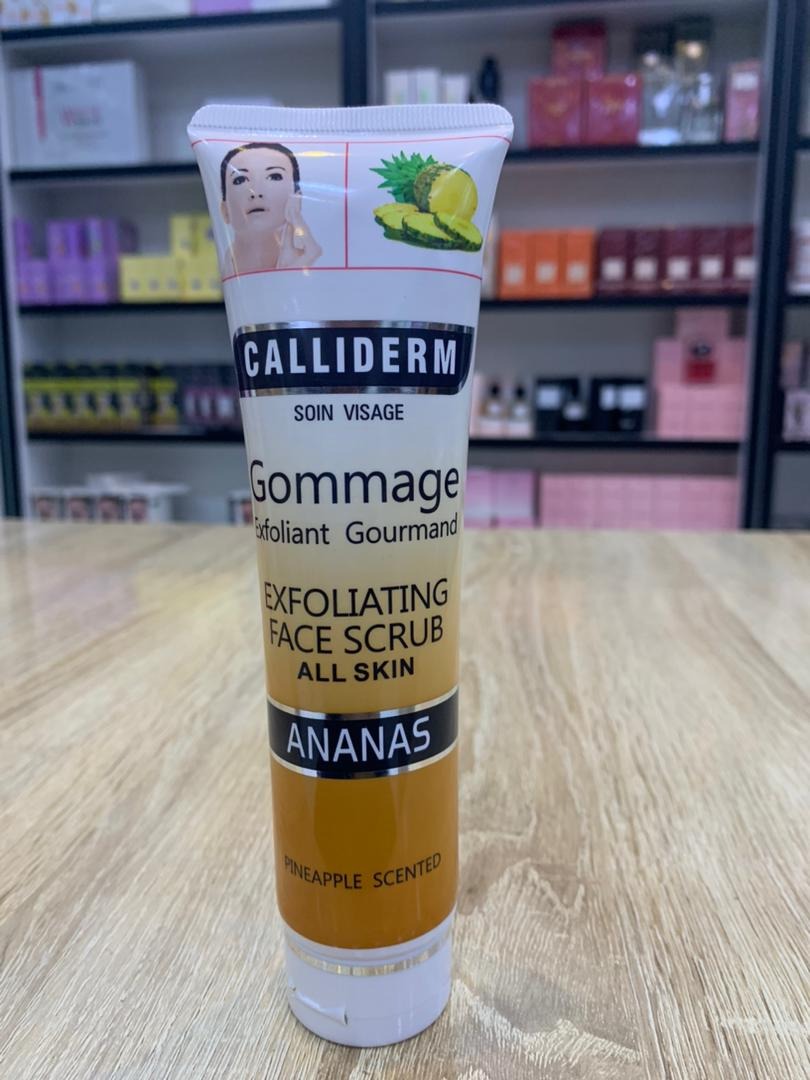 CALLIDERM
SOIN VISAGE
Gommage
Exfoliant Gourmand
EXFOLIATING
FACE SCRUB
ALL SKIN
ANANAS
PINEAPPLE SCENTED